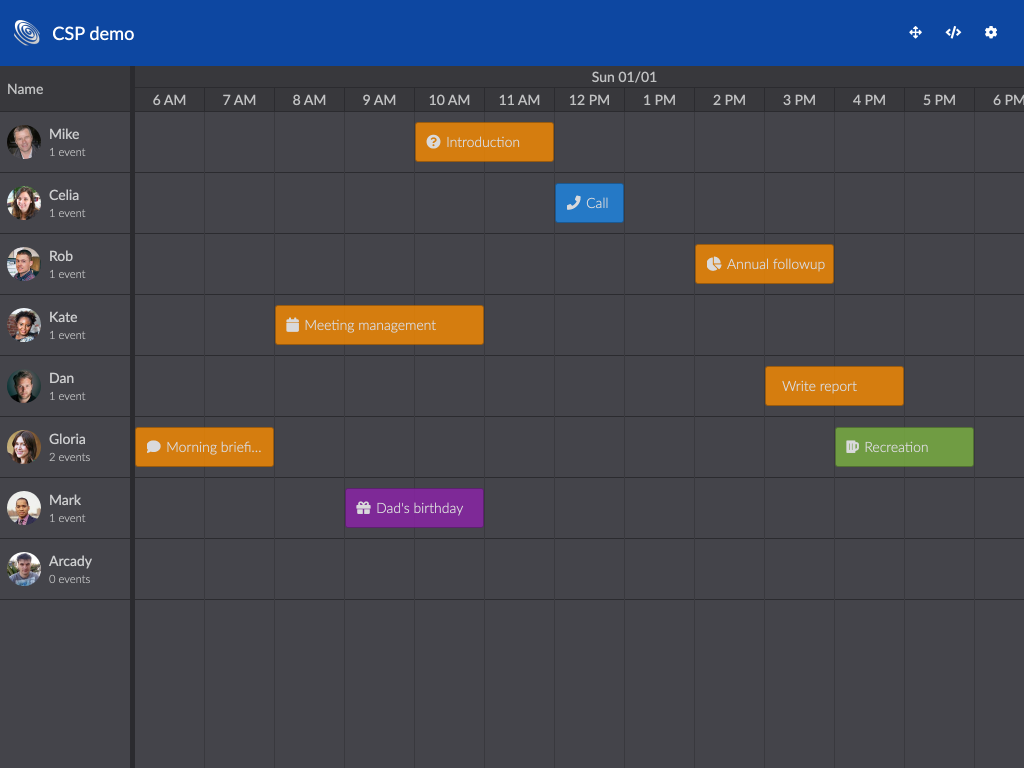 CSP demo
Name
Sun 01/01
6 AM 7 AM 8 AM 9 AM 10 AM 11 AM 12 PM 1 PM 2 PM 3 PM 4 PM 5 PM 6 PM
Mike
1 event
Introduction
Celia
1 event
Call
Rob
1 event
Annual followup
Kate
1 event
Meeting management
Dan
1 event
Write report
Gloria
2 events
Morning briefi...
Recreation
Mark
1 event
Dad's birthday
Arcady
0 events